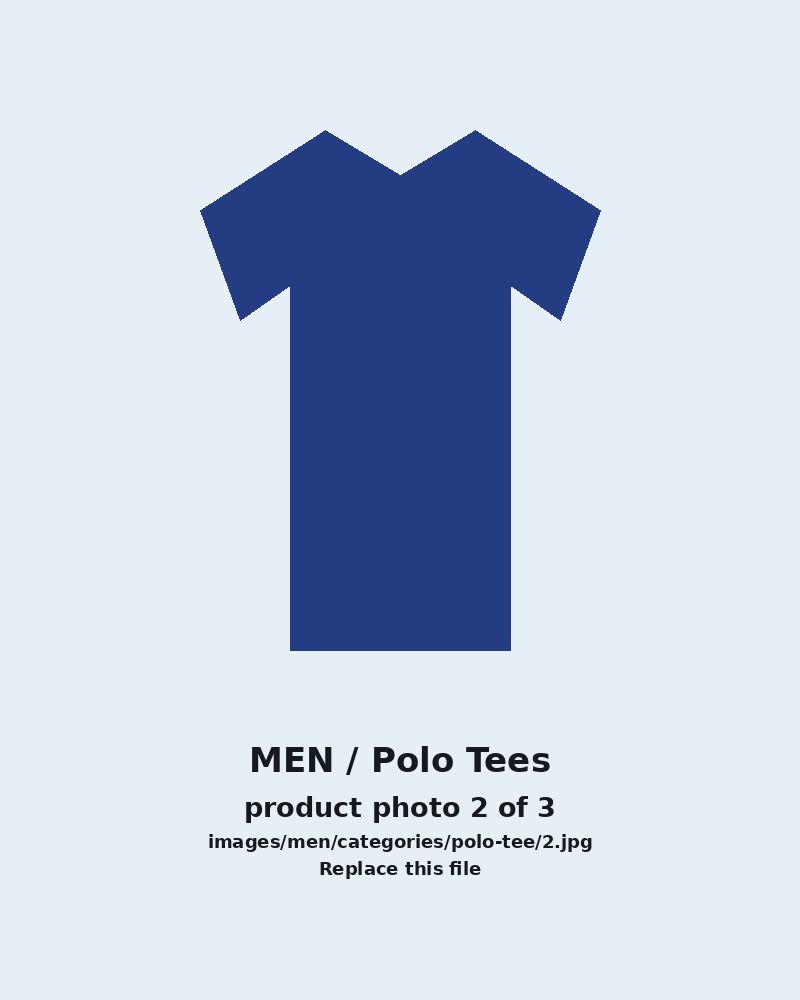 MEN / Polo Tees
product photo 2 of 3
images/men/categories/polo-tee/2.jpg
Replace this file